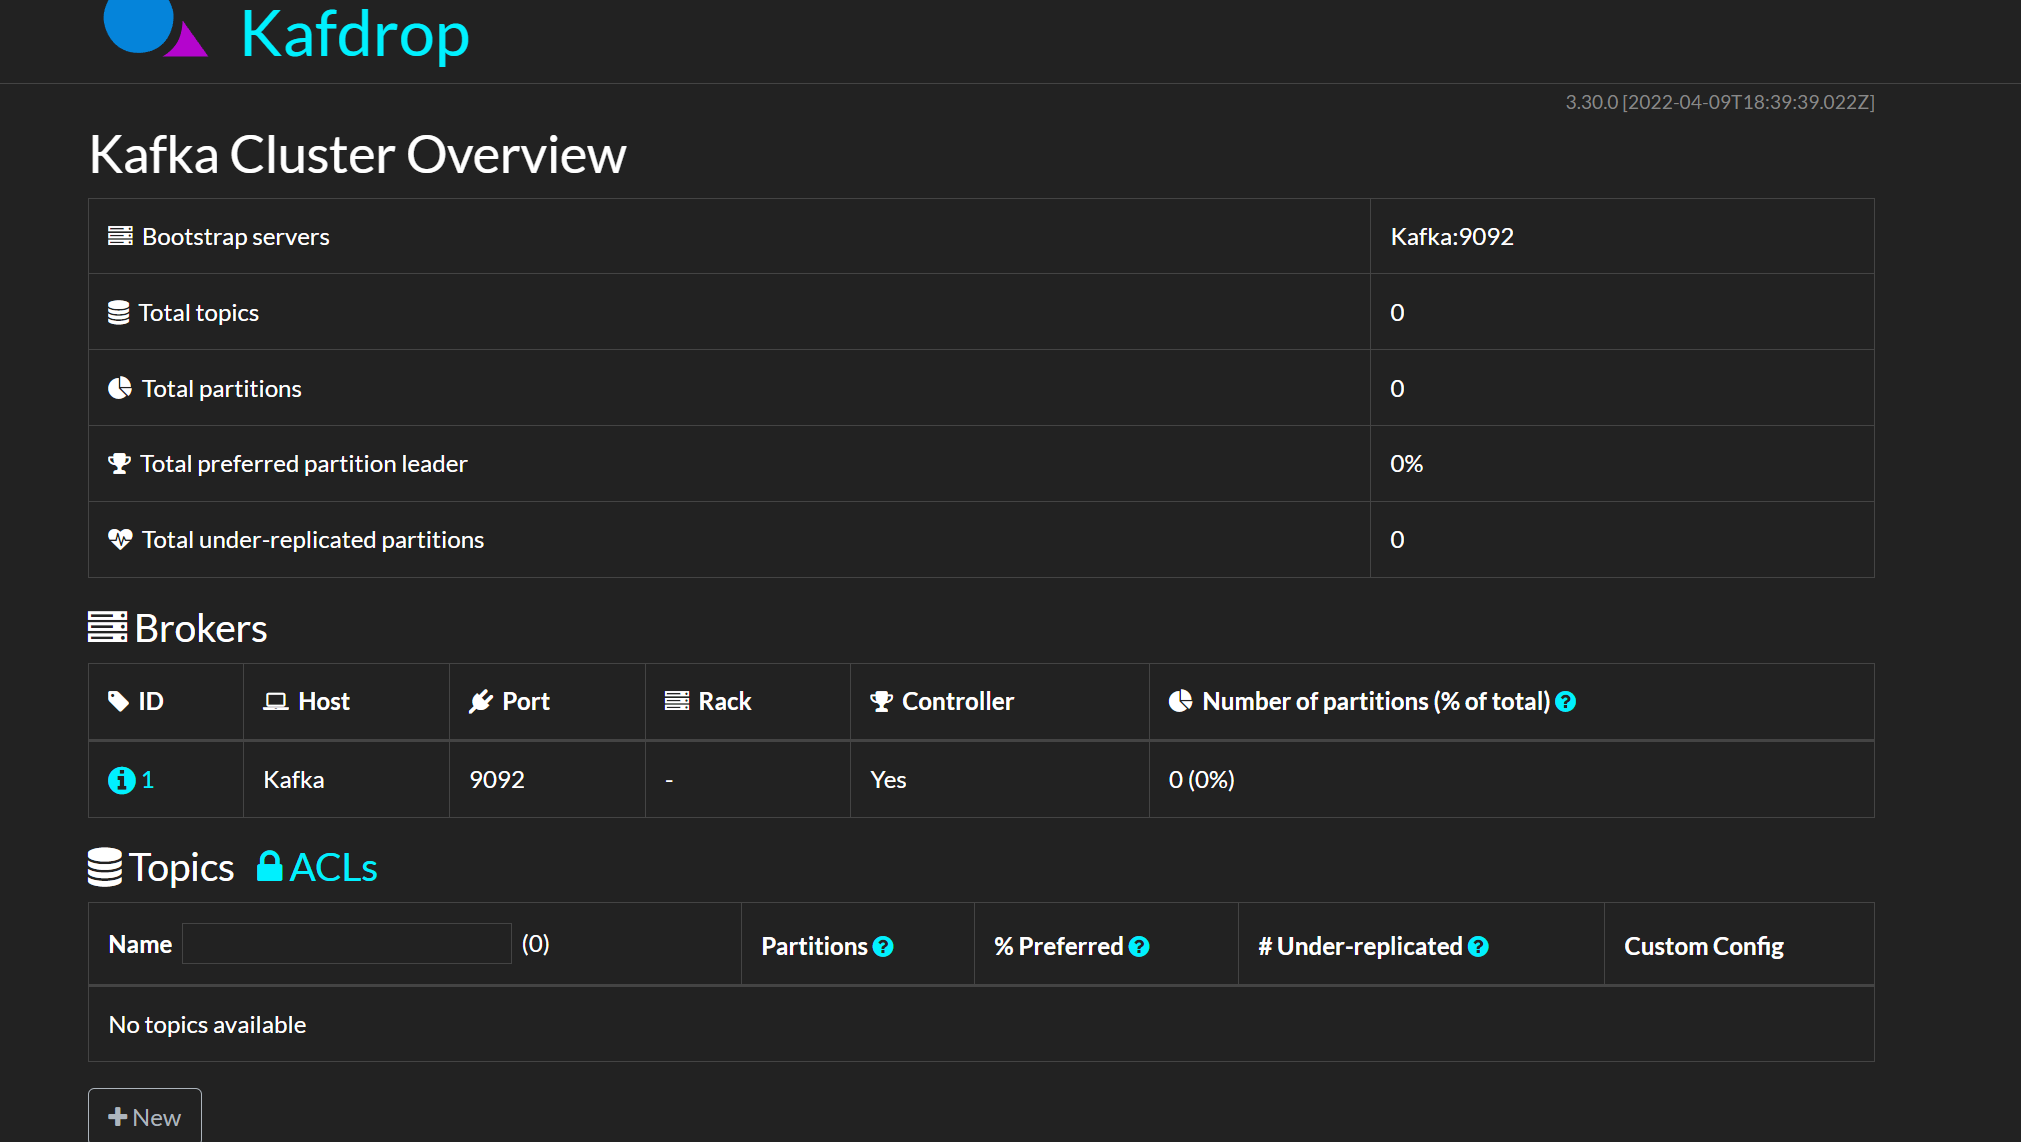 Kafdrop
3.30.0 [2022-04-09T18:39:39.022Z]
Kafka Cluster Overview
Bootstrap servers Kafka:9092
Total topics 0
Total partitions 0
Total preferred partition leader 0%
Total under-replicated partitions 0
Brokers
ID Host Port Rack Controller Number of partitions (% of total)
1 Kafka 9092 - Yes 0 (0%)
Topics ACLs
Name (0) Partitions % Preferred # Under-replicated Custom Config
No topics available
New